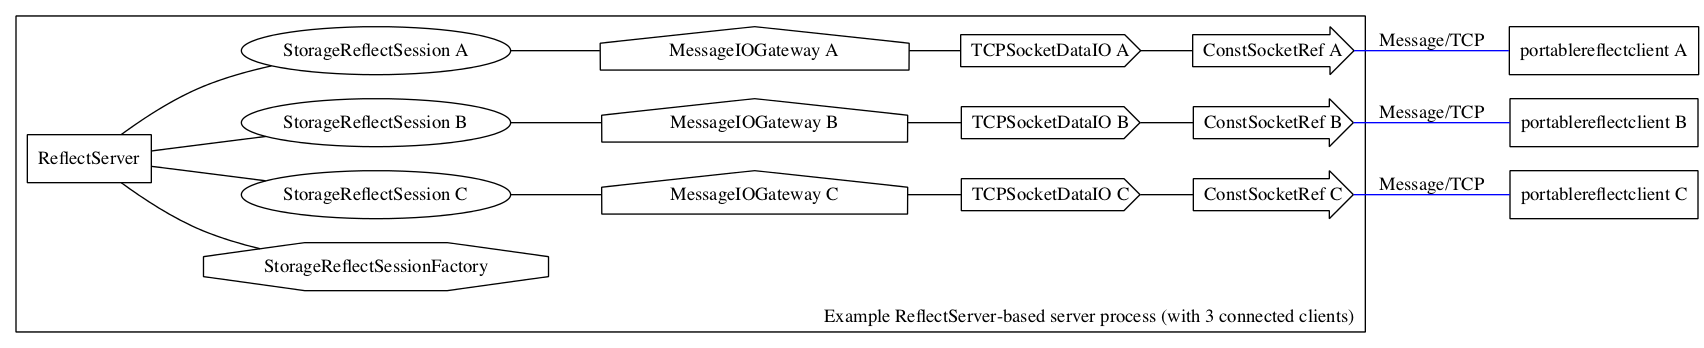 StorageReflectSession A
MessageIOGateway A
TCPSocketDataIO A
ConstSocketRef A
Message/TCP
portablereflectclient A
StorageReflectSession B
MessageIOGateway B
TCPSocketDataIO B
ConstSocketRef B
Message/TCP
portablereflectclient B
ReflectServer
StorageReflectSession C
MessageIOGateway C
TCPSocketDataIO C
ConstSocketRef C
Message/TCP
portablereflectclient C
StorageReflectSessionFactory
Example ReflectServer-based server process (with 3 connected clients)